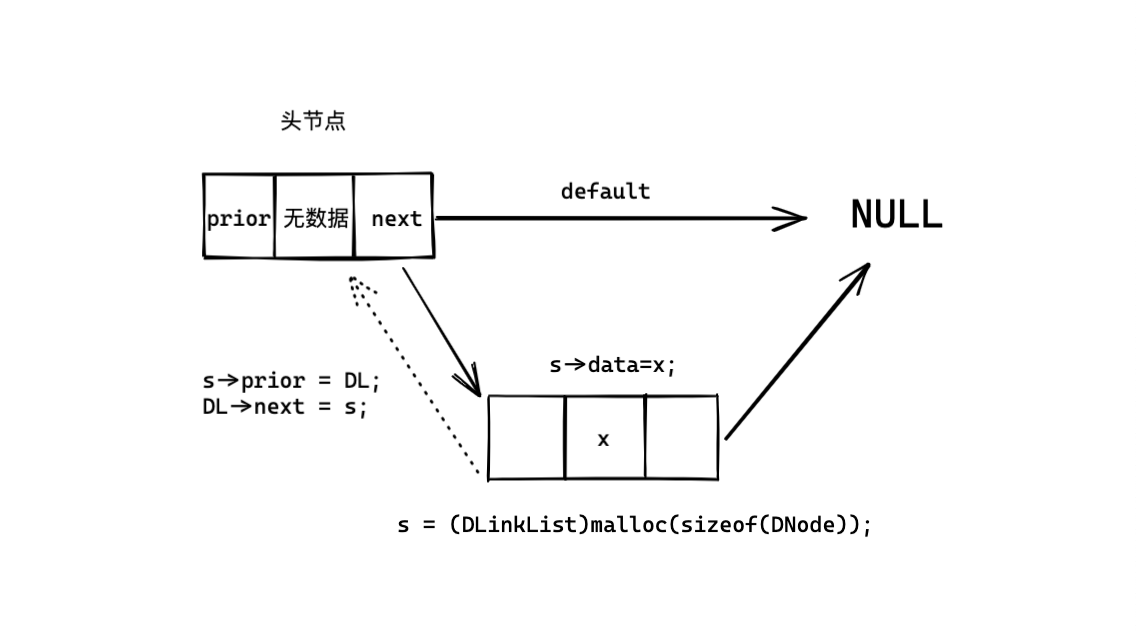 头节点
default
prior 无数据 next
NULL
s->data=x;
s->prior = DL;
DL->next = s;
x
s = (DLinkList)malloc(sizeof(DNode));